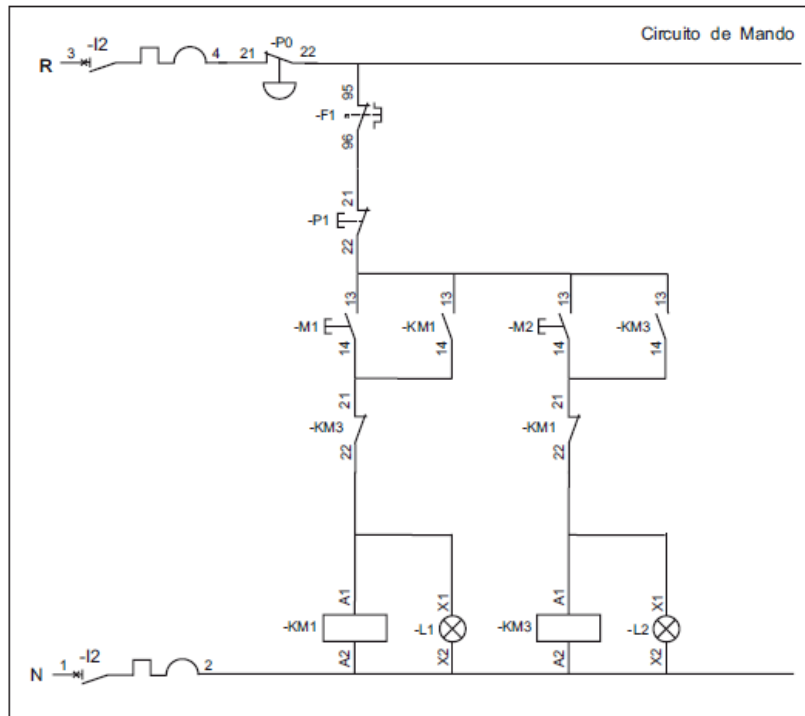 Circuito de Mando
R 3 -I2 4 21 -P0 22
95
-F1
96
21
-P1
22
13 13 13 13
-M1 -KM1 -M2 -KM3
14 14 14 14
21 21
-KM3 -KM1
22 22
A1 X1 A1 X1
-KM1 -L1 -KM3 -L2
A2 X2 A2 X2
N 1 -I2 2